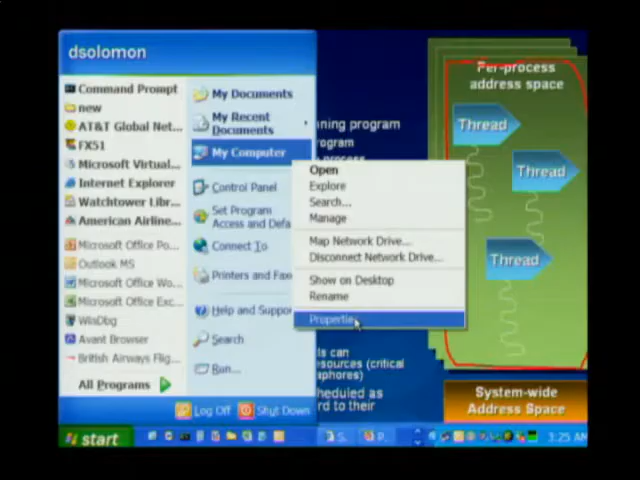 dsolomon
Command Prompt
new
AT&T Global Net...
FX51
Microsoft Virtual...
Internet Explorer
Watchtower Libr...
American Airline...
Microsoft Office Po...
Outlook MS
Microsoft Office Wo...
Microsoft Office Exc...
WinDbg
Avant Browser
British Airways Flig...
All Programs
My Documents
My Recent
Documents
My Computer
Control Panel
Set Program
Access and Defa
Connect To
Printers and Fax
Help and Suppo
Search
Run...
Log Off
Shut Down
Open
Explore
Search...
Manage
Map Network Drive...
Disconnect Network Drive...
Show on Desktop
Rename
Properties
nning program
rogram
ls can
esources (critical
aphores)
heduled as
rd to their
Per-process
address space
Thread
Thread
Thread
System-wide
Address Space
start
S...
P...
3:25 AM